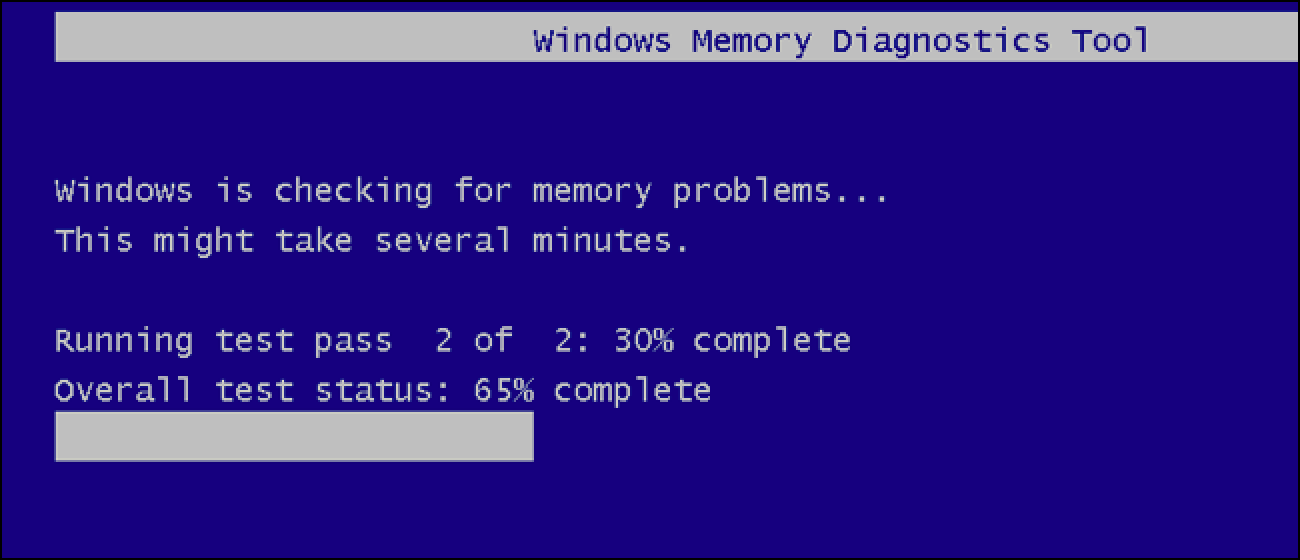 Windows Memory Diagnostics Tool
Windows is checking for memory problems...
This might take several minutes.
Running test pass  2 of  2: 30% complete
Overall test status: 65% complete